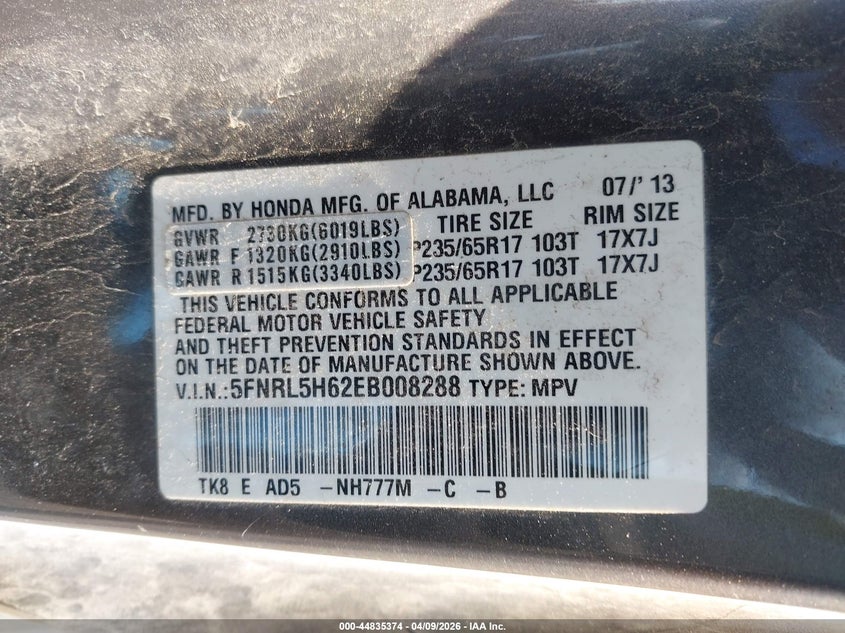 MFD. BY HONDA MFG. OF ALABAMA, LLC 07/'13
GVWR 2730KG(6019LBS) TIRE SIZE RIM SIZE
GAWR F 1320KG(2910LBS) P235/65R17 103T 17X7J
GAWR R 1515KG(3340LBS) P235/65R17 103T 17X7J
THIS VEHICLE CONFORMS TO ALL APPLICABLE
FEDERAL MOTOR VEHICLE SAFETY
AND THEFT PREVENTION STANDARDS IN EFFECT
ON THE DATE OF MANUFACTURE SHOWN ABOVE.
V.I.N.:5FNRL5H62EB008288 TYPE: MPV
TK8 E AD5 -NH777M -C -B
000-44835374 | 04/09/2026 | IAA Inc.